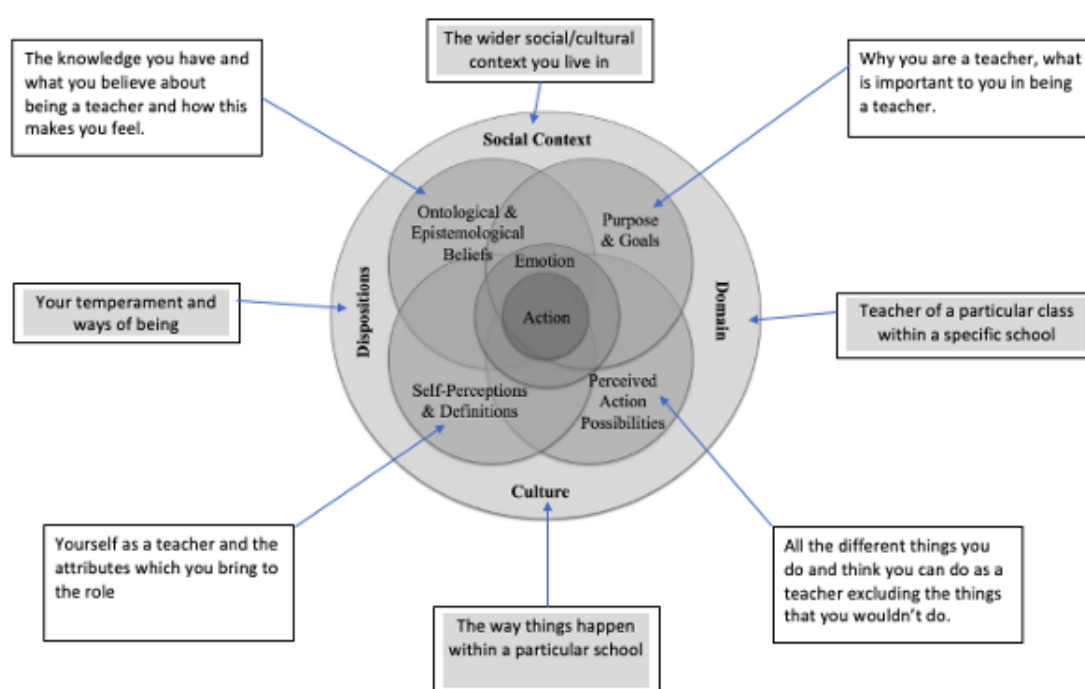 The wider social/cultural
context you live in
The knowledge you have and
what you believe about
being a teacher and how this
makes you feel.
Why you are a teacher, what
is important to you in being
a teacher.
Social Context
Ontological &
Epistemological
Beliefs
Purpose
& Goals
Emotion
Your temperament and
ways of being
Dispositions
Action
Domain
Teacher of a particular class
within a specific school
Self-Perceptions
& Definitions
Perceived
Action
Possibilities
Culture
Yourself as a teacher and the
attributes which you bring to
the role
The way things happen
within a particular school
All the different things you
do and think you can do as a
teacher excluding the things
that you wouldn't do.